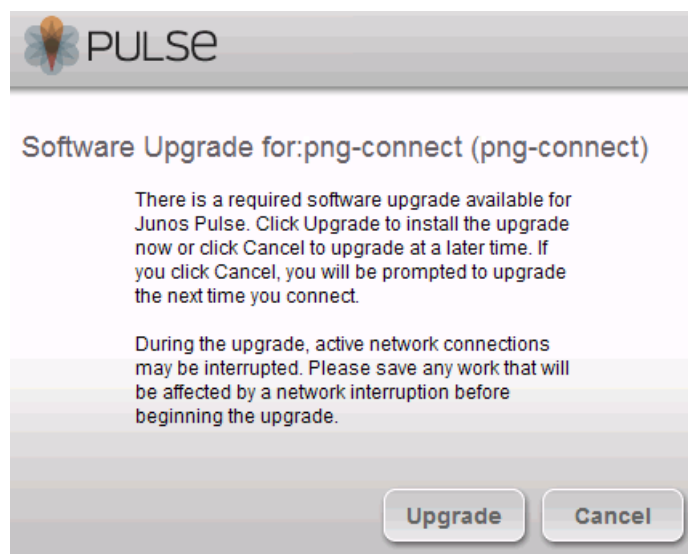 PULSe
Software Upgrade for:png-connect (png-connect)
There is a required software upgrade available for
Junos Pulse. Click Upgrade to install the upgrade
now or click Cancel to upgrade at a later time. If
you click Cancel, you will be prompted to upgrade
the next time you connect.
During the upgrade, active network connections
may be interrupted. Please save any work that will
be affected by a network interruption before
beginning the upgrade.
Upgrade
Cancel